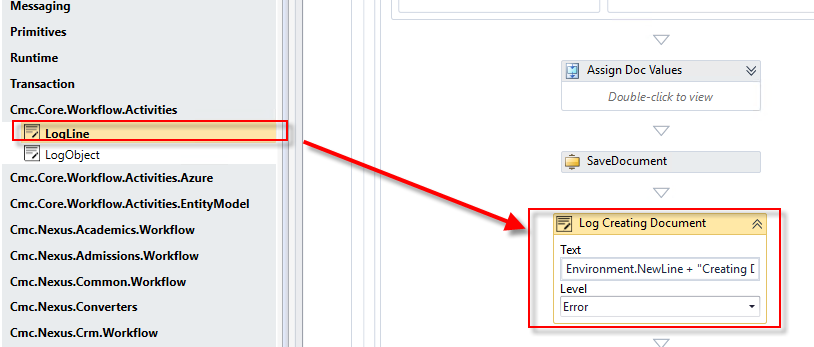 Messaging
Primitives
Runtime
Transaction
Cmc.Core.Workflow.Activities
LogLine
LogObject
Cmc.Core.Workflow.Activities.Azure
Cmc.Core.Workflow.Activities.EntityModel
Cmc.Nexus.Academics.Workflow
Cmc.Nexus.Admissions.Workflow
Cmc.Nexus.Common.Workflow
Cmc.Nexus.Converters
Cmc.Nexus.Crm.Workflow
Assign Doc Values
Double-click to view
SaveDocument
Log Creating Document
Text
Environment.NewLine + "Creating D
Level
Error